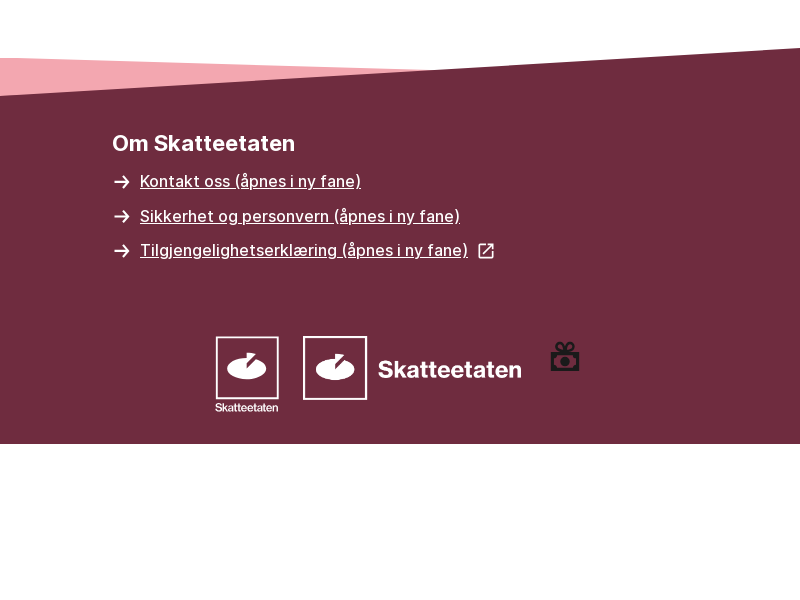 Om Skatteetaten
Kontakt oss (åpnes i ny fane)
Sikkerhet og personvern (åpnes i ny fane)
Tilgjengelighetserklæring (åpnes i ny fane)
Skatteetaten
Skatteetaten